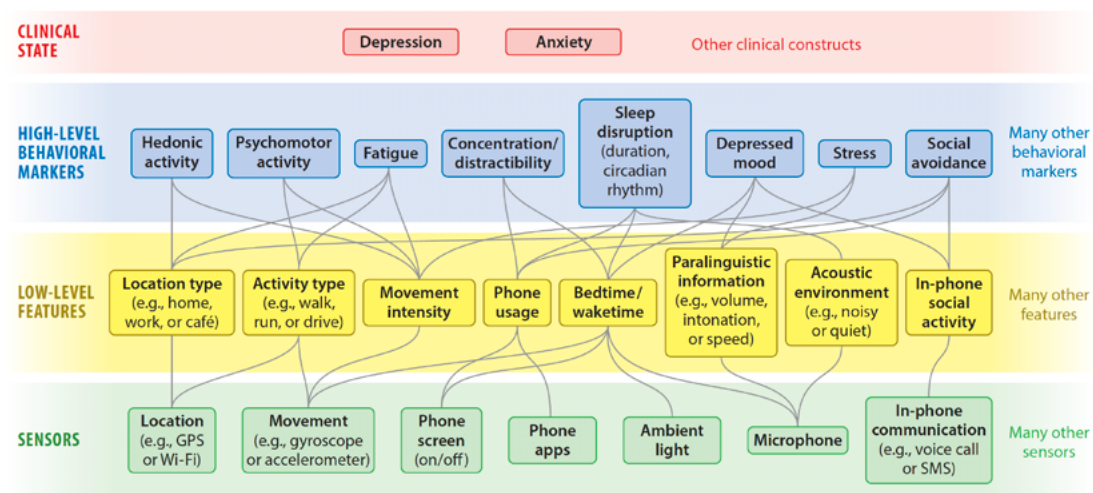 CLINICAL
STATE
Depression
Anxiety
Other clinical constructs
HIGH-LEVEL
BEHAVIORAL
MARKERS
Hedonic
activity
Psychomotor
activity
Fatigue
Concentration/
distractibility
Sleep
disruption
(duration,
circadian
rhythm)
Depressed
mood
Stress
Social
avoidance
Many other
behavioral
markers
LOW-LEVEL
FEATURES
Location type
(e.g., home,
work, or café)
Activity type
(e.g., walk,
run, or drive)
Movement
intensity
Phone
usage
Bedtime/
waketime
Paralinguistic
information
(e.g., volume,
intonation,
or speed)
Acoustic
environment
(e.g., noisy
or quiet)
In-phone
social
activity
Many other
features
SENSORS
Location
(e.g., GPS
or Wi-Fi)
Movement
(e.g., gyroscope
or accelerometer)
Phone
screen
(on/off)
Phone
apps
Ambient
light
Microphone
In-phone
communication
(e.g., voice call
or SMS)
Many other
sensors